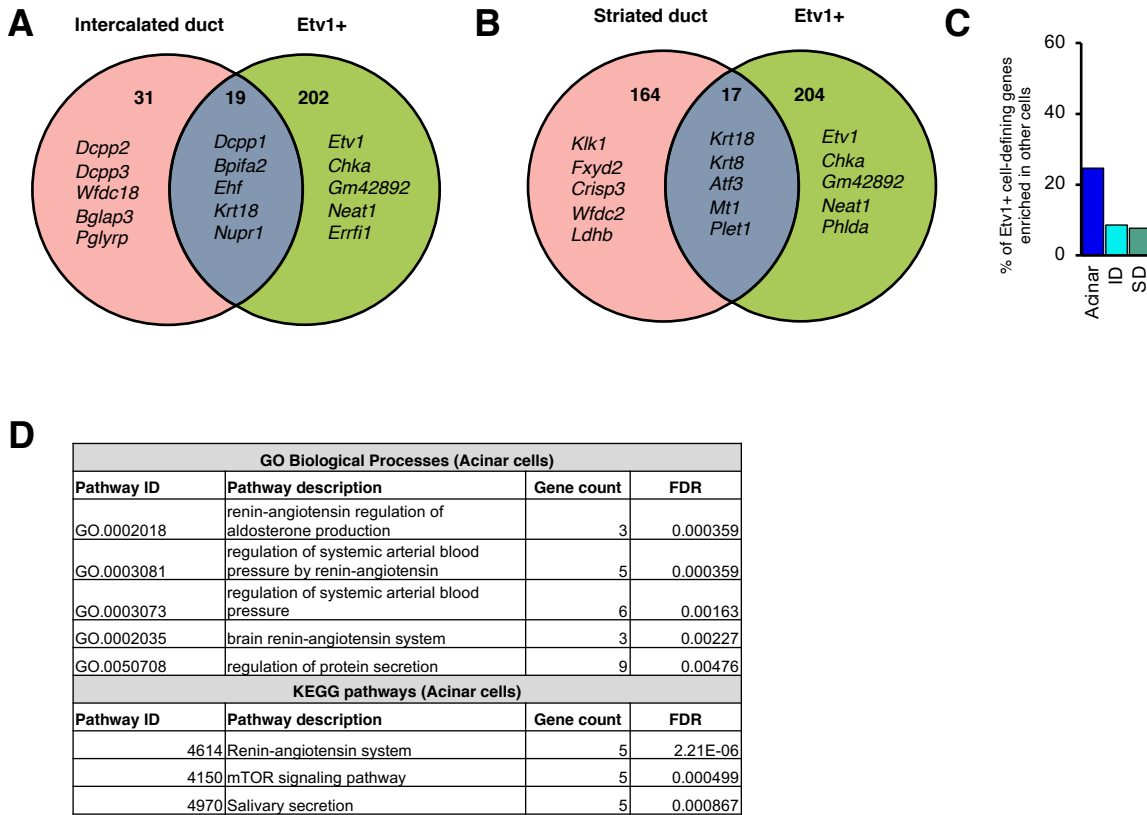 A
Intercalated duct
Etv1+
31
19
202
Dcpp2
Dcpp3
Wfdc18
Bglap3
Pglyrp
Dcpp1
Bpifa2
Ehf
Krt18
Nupr1
Etv1
Chka
Gm42892
Neat1
Errfi1
B
Striated duct
Etv1+
164
17
204
Klk1
Fxyd2
Crisp3
Wfdc2
Ldhb
Krt18
Krt8
Atf3
Mt1
Plet1
Etv1
Chka
Gm42892
Neat1
Phlda
C
% of Etv1+ cell-defining genes
enriched in other cells
60
40
20
0
Acinar
ID
SD
D
GO Biological Processes (Acinar cells)
Pathway ID Pathway description Gene count FDR
renin-angiotensin regulation of
GO.0002018 aldosterone production 3 0.000359
regulation of systemic arterial blood
GO.0003081 pressure by renin-angiotensin 5 0.000359
regulation of systemic arterial blood
GO.0003073 pressure 6 0.00163
GO.0002035 brain renin-angiotensin system 3 0.00227
GO.0050708 regulation of protein secretion 9 0.00476
KEGG pathways (Acinar cells)
Pathway ID Pathway description Gene count FDR
4614 Renin-angiotensin system 5 2.21E-06
4150 mTOR signaling pathway 5 0.000499
4970 Salivary secretion 5 0.000867